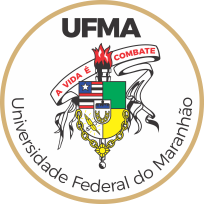 UFMA
A VIDA É COMBATE
Universidade Federal do Maranhão